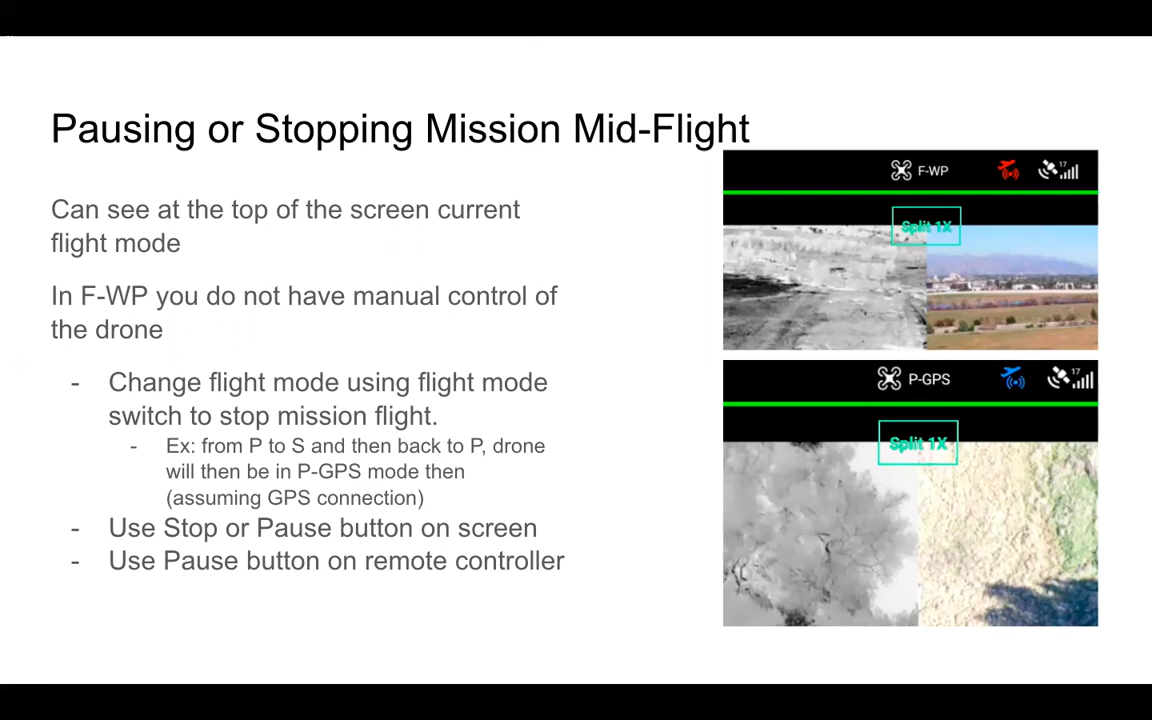 Pausing or Stopping Mission Mid-Flight
Can see at the top of the screen current
flight mode
In F-WP you do not have manual control of
the drone
- Change flight mode using flight mode
switch to stop mission flight.
- Ex: from P to S and then back to P, drone
will then be in P-GPS mode then
(assuming GPS connection)
- Use Stop or Pause button on screen
- Use Pause button on remote controller
F-WP 17
Split 1X
P-GPS 17
Split 1X